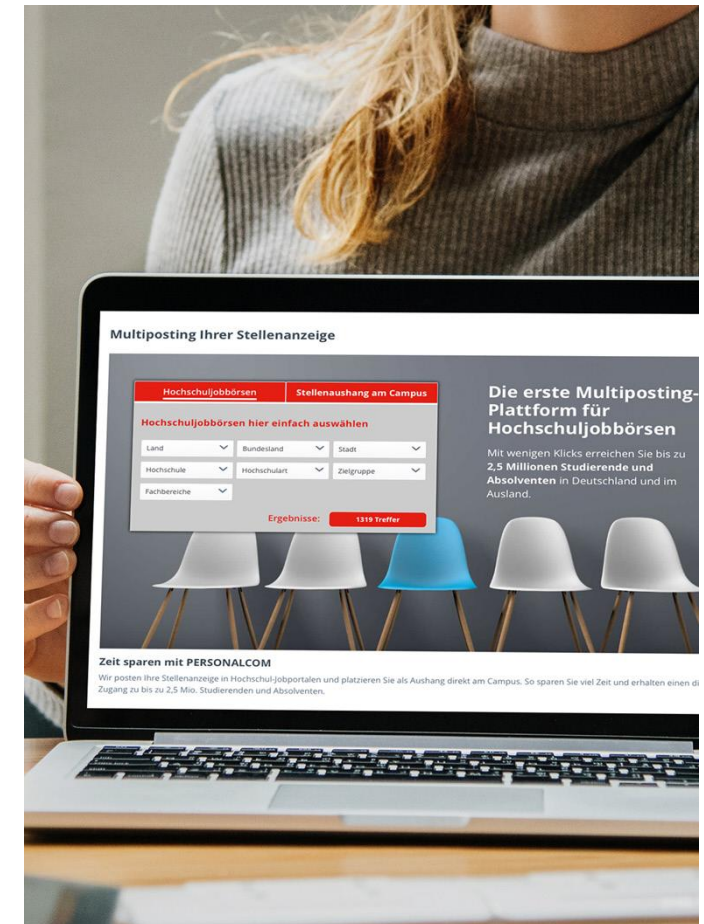 Multiposting Ihrer Stellenanzeige
Hochschuljobbörsen
Stellenaushang am Campus
Hochschuljobbörsen hier einfach auswählen
Land
Bundesland
Stadt
Hochschule
Hochschulart
Zielgruppe
Fachbereiche
Ergebnisse:
1319 Treffer
Die erste Multiposting-
Plattform für
Hochschuljobbörsen
Mit wenigen Klicks erreichen Sie bis zu
2,5 Millionen Studierende und
Absolventen in Deutschland und im
Ausland.
Zeit sparen mit PERSONALCOM
Wir posten Ihre Stellenanzeige in Hochschul-Jobportalen und platzieren Sie als Aushang direkt am Campus. So sparen Sie viel Zeit und erhalten einen di
Zugang zu bis zu 2,5 Mio. Studierenden und Absolventen.